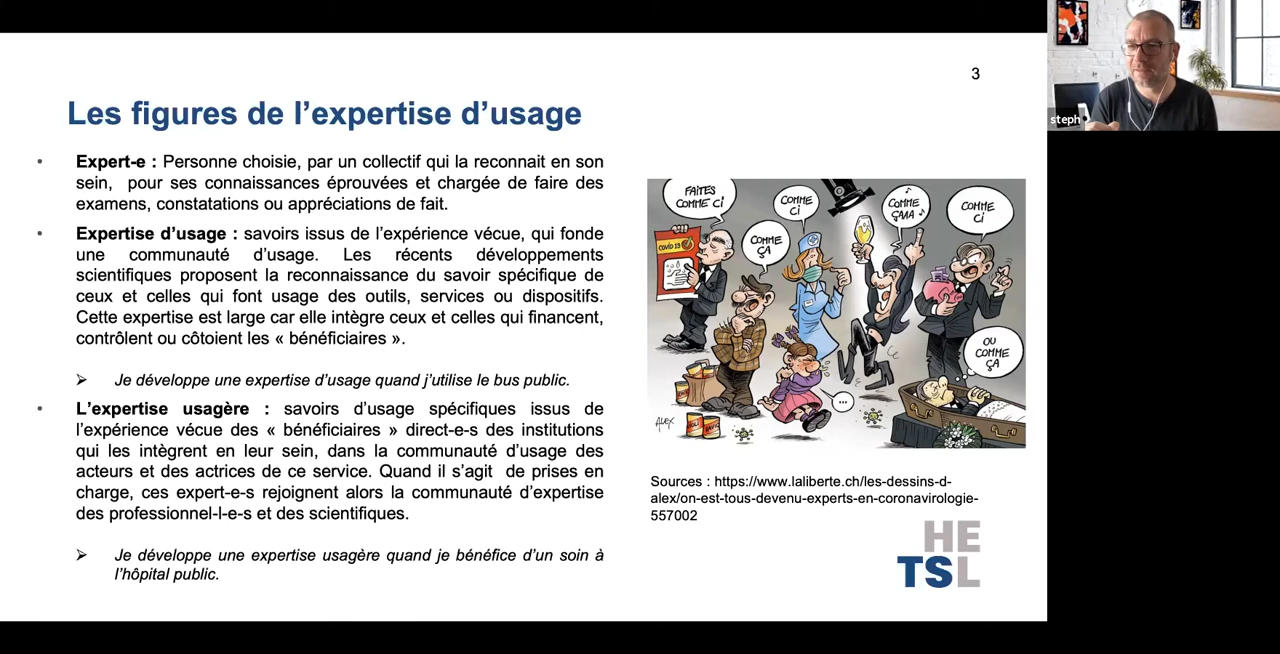 3
Les figures de l’expertise d’usage
• Expert-e : Personne choisie, par un collectif qui la reconnait en son
sein, pour ses connaissances éprouvées et chargée de faire des
examens, constatations ou appréciations de fait.
• Expertise d’usage : savoirs issus de l’expérience vécue, qui fonde
une communauté d’usage. Les récents développements
scientifiques proposent la reconnaissance du savoir spécifique de
ceux et celles qui font usage des outils, services ou dispositifs.
Cette expertise est large car elle intègre ceux et celles qui financent,
contrôlent ou côtoient les « bénéficiaires ».
➢ Je développe une expertise d’usage quand j’utilise le bus public.
• L’expertise usagère : savoirs d’usage spécifiques issus de
l’expérience vécue des « bénéficiaires » direct-e-s des institutions
qui les intègrent en leur sein, dans la communauté d’usage des
acteurs et des actrices de ce service. Quand il s’agit de prises en
charge, ces expert-e-s rejoignent alors la communauté d’expertise
des professionnel-l-e-s et des scientifiques.
➢ Je développe une expertise usagère quand je bénéfice d’un soin à
l’hôpital public.
FAITES
COMME CI
COMME
ÇA
COMME
CI
COMME
ÇAAA
COMME
CI
OU
COMME
ÇA
...
COVID 19
ALEX
Sources : https://www.laliberte.ch/les-dessins-d-
alex/on-est-tous-devenu-experts-en-coronavirologie-
557002
HE
TSL
steph